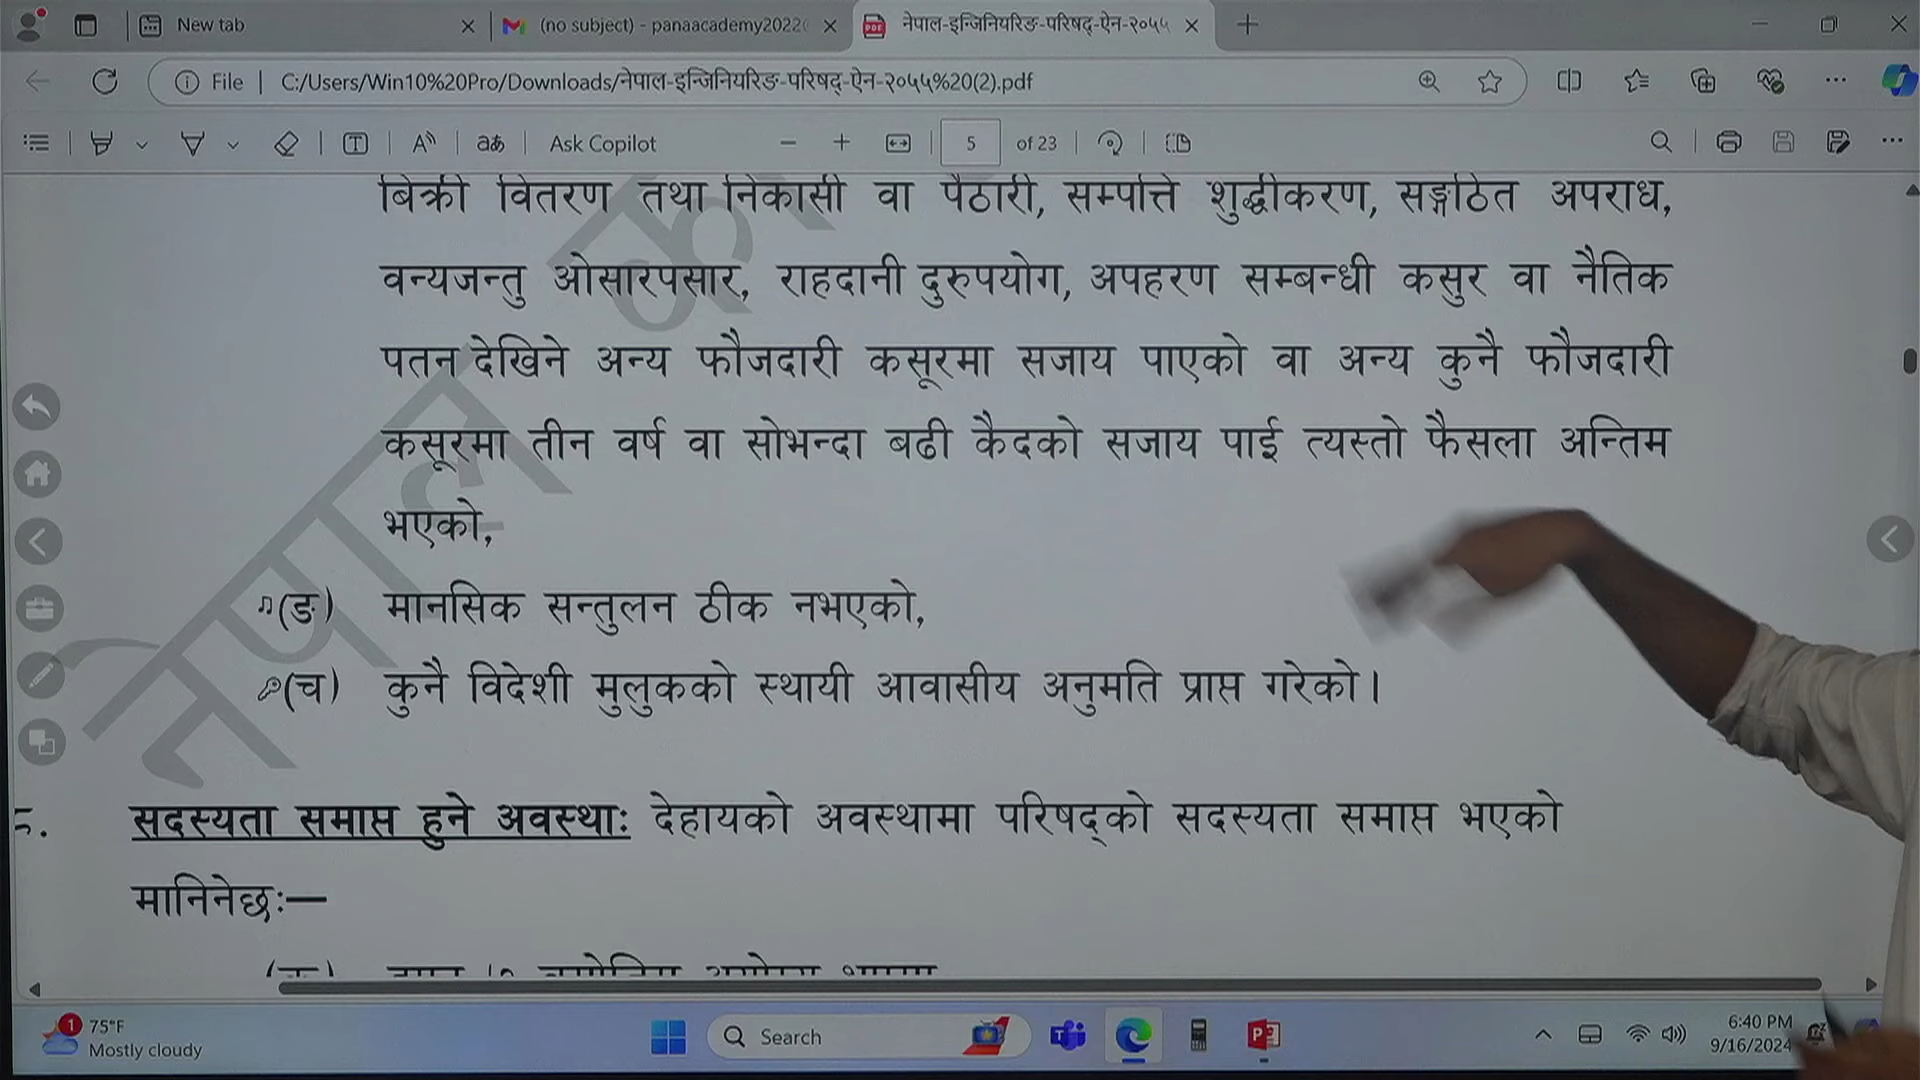 New tab
(no subject) - panaacademy2022
नेपाल-इन्जिनियरिङ-परिषद्-ऐन-२०५५
File | C:/Users/Win10%20Pro/Downloads/नेपाल-इन्जिनियरिङ-परिषद्-ऐन-२०५५%20(2).pdf
Ask Copilot
5 of 23
बिक्री वितरण तथा निकासी वा पैठारी, सम्पत्ति शुद्धीकरण, सङ्गठित अपराध,
वन्यजन्तु ओसारपसार, राहदानी दुरुपयोग, अपहरण सम्बन्धी कसुर वा नैतिक
पतन देखिने अन्य फौजदारी कसूरमा सजाय पाएको वा अन्य कुनै फौजदारी
कसूरमा तीन वर्ष वा सोभन्दा बढी कैदको सजाय पाई त्यस्तो फैसला अन्तिम
भएको,
(ङ) मानसिक सन्तुलन ठीक नभएको,
(च) कुनै विदेशी मुलुकको स्थायी आवासीय अनुमति प्राप्त गरेको।
सदस्यता समाप्त हुने अवस्थाः देहायको अवस्थामा परिषद्को सदस्यता समाप्त भएको
मानिनेछः—
नेपाल
1
75°F
Mostly cloudy
Search
6:40 PM
9/16/2024